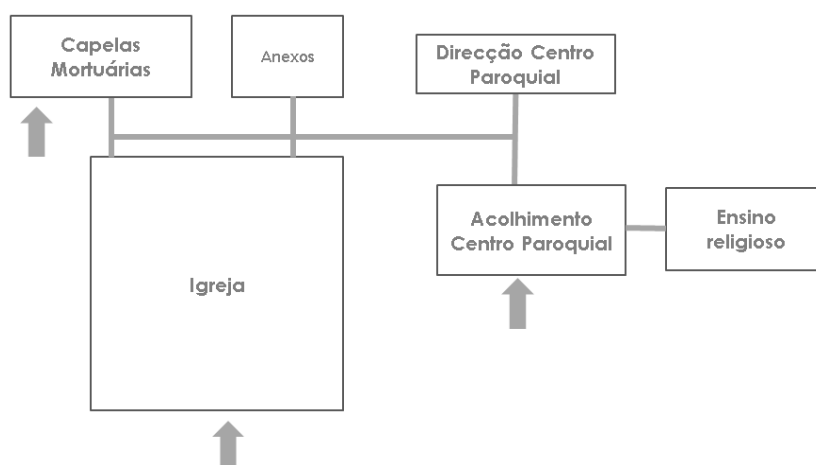 Capelas
Mortuárias
Anexos
Direcção Centro
Paroquial
Acolhimento
Centro Paroquial
Ensino
religioso
Igreja